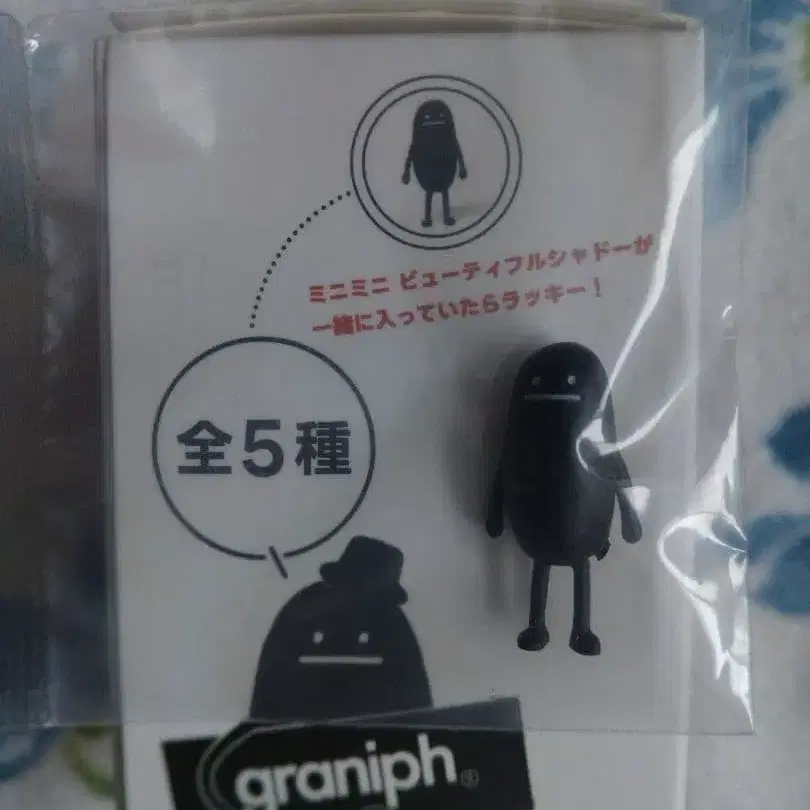 ミニミニ ビューティフルシャドーが
一緒に入っていたらラッキー！
全5種
graniph®